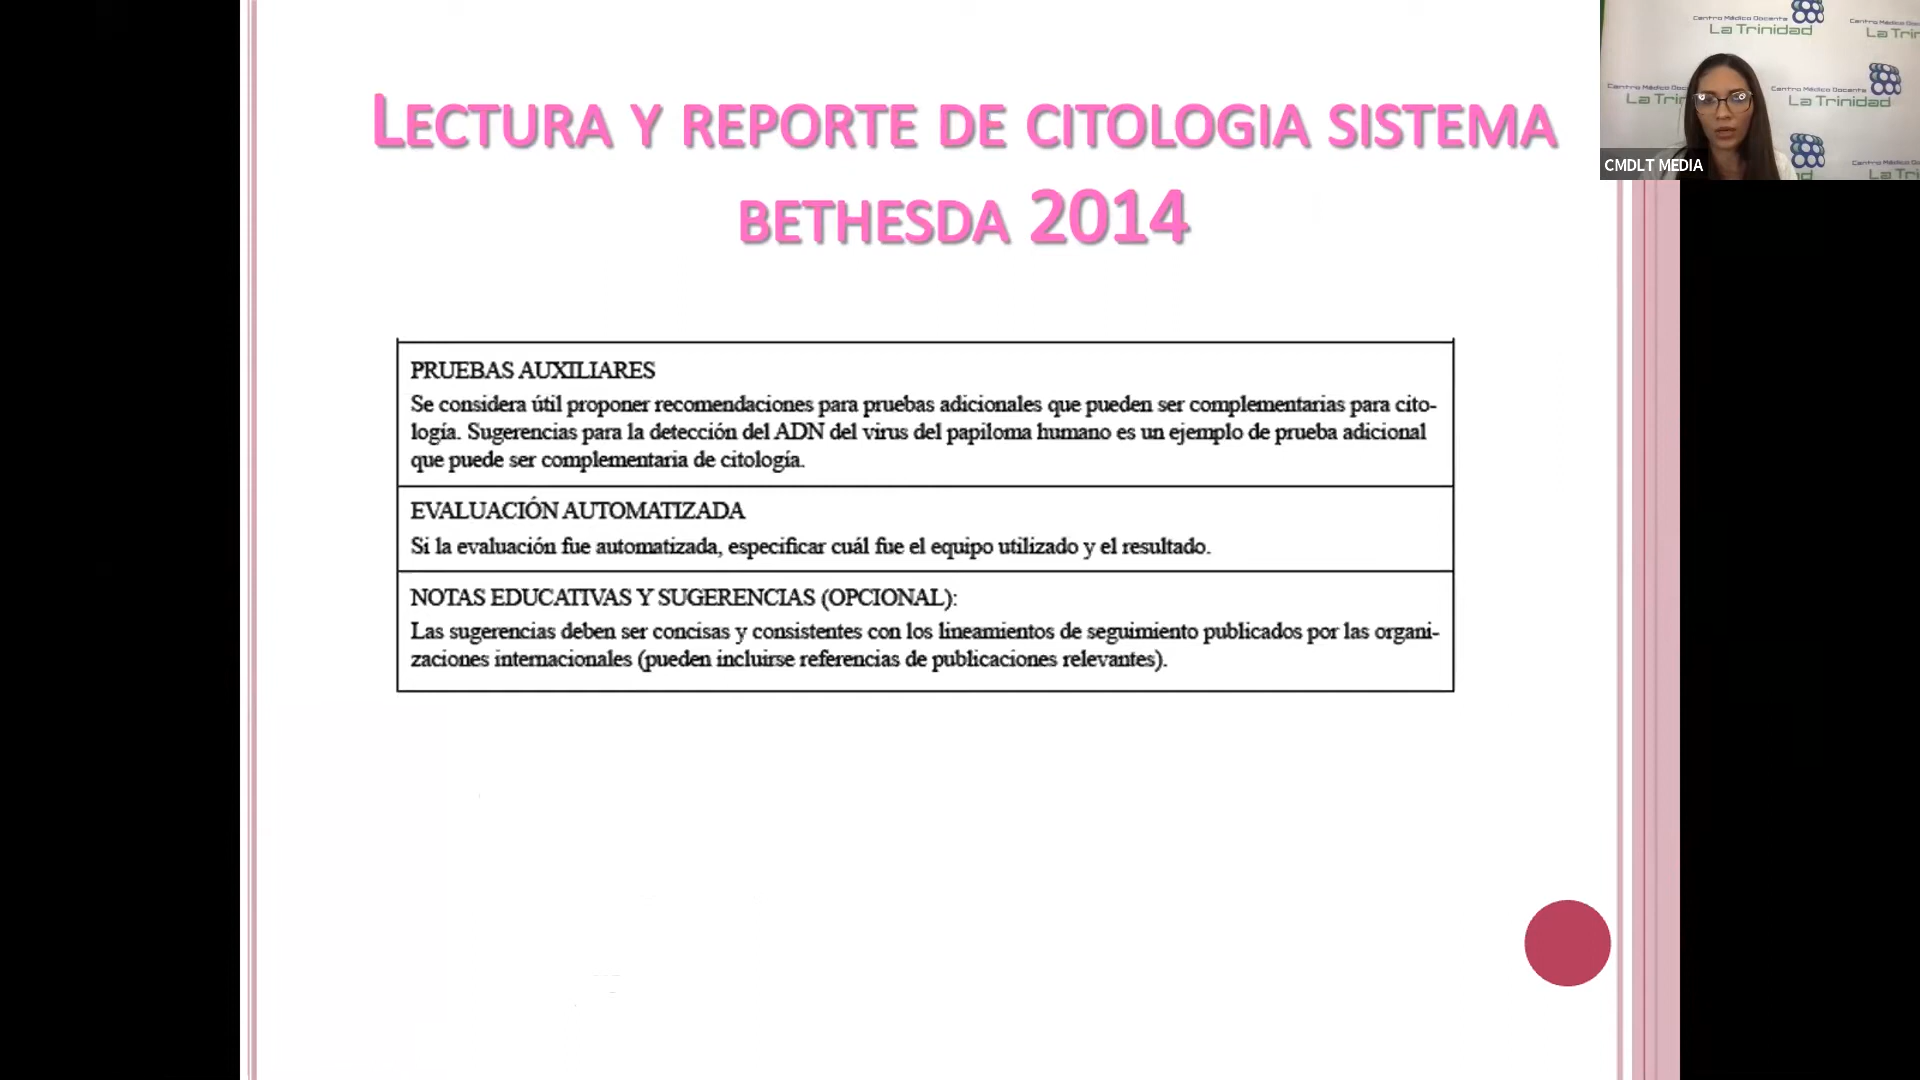 LECTURA Y REPORTE DE CITOLOGIA SISTEMA
BETHESDA 2014
PRUEBAS AUXILIARES
Se considera útil proponer recomendaciones para pruebas adicionales que pueden ser complementarias para cito-
logía. Sugerencias para la detección del ADN del virus del papiloma humano es un ejemplo de prueba adicional
que puede ser complementaria de citología.
EVALUACIÓN AUTOMATIZADA
Si la evaluación fue automatizada, especificar cuál fue el equipo utilizado y el resultado.
NOTAS EDUCATIVAS Y SUGERENCIAS (OPCIONAL):
Las sugerencias deben ser concisas y consistentes con los lineamientos de seguimiento publicados por las organi-
zaciones internacionales (pueden incluirse referencias de publicaciones relevantes).
Centro Médico Docente
La Trinidad
Centro Médico Docente
La Trinidad
CMDLT MEDIA